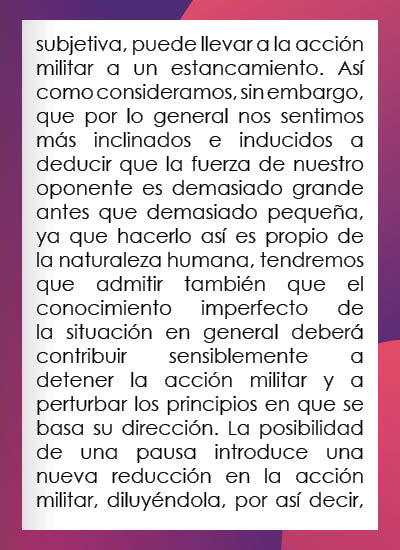 subjetiva, puede llevar a la acción
militar a un estancamiento. Así
como consideramos, sin embargo,
que por lo general nos sentimos
más inclinados e inducidos a
deducir que la fuerza de nuestro
oponente es demasiado grande
antes que demasiado pequeña,
ya que hacerlo así es propio de
la naturaleza humana, tendremos
que admitir también que el
conocimiento imperfecto de
la situación en general deberá
contribuir sensiblemente a
detener la acción militar y a
perturbar los principios en que se
basa su dirección. La posibilidad
de una pausa introduce una
nueva reducción en la acción
militar, diluyéndola, por así decir,